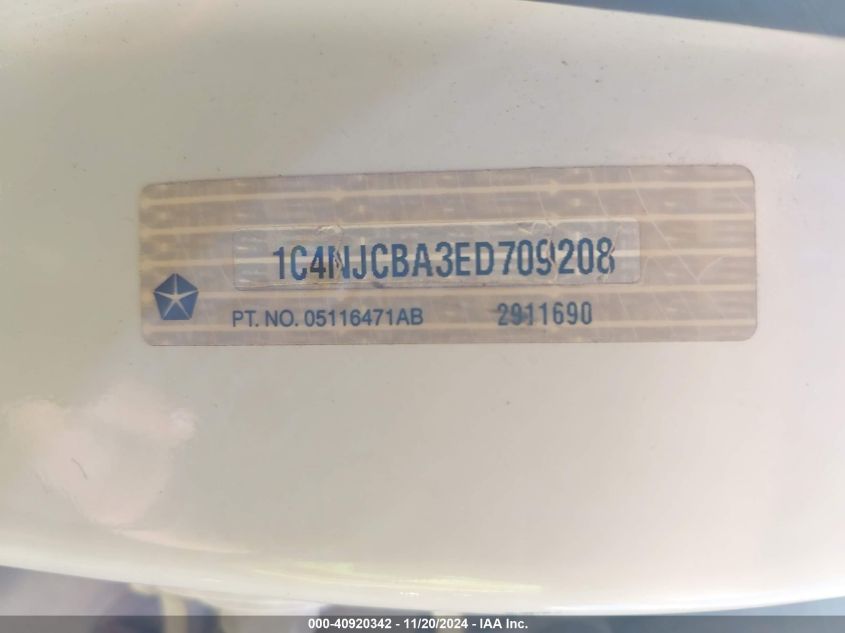 1C4NJCBA3ED709208
PT. NO. 05116471AB 2911690
000-40920342 - 11/20/2024 - IAA Inc.